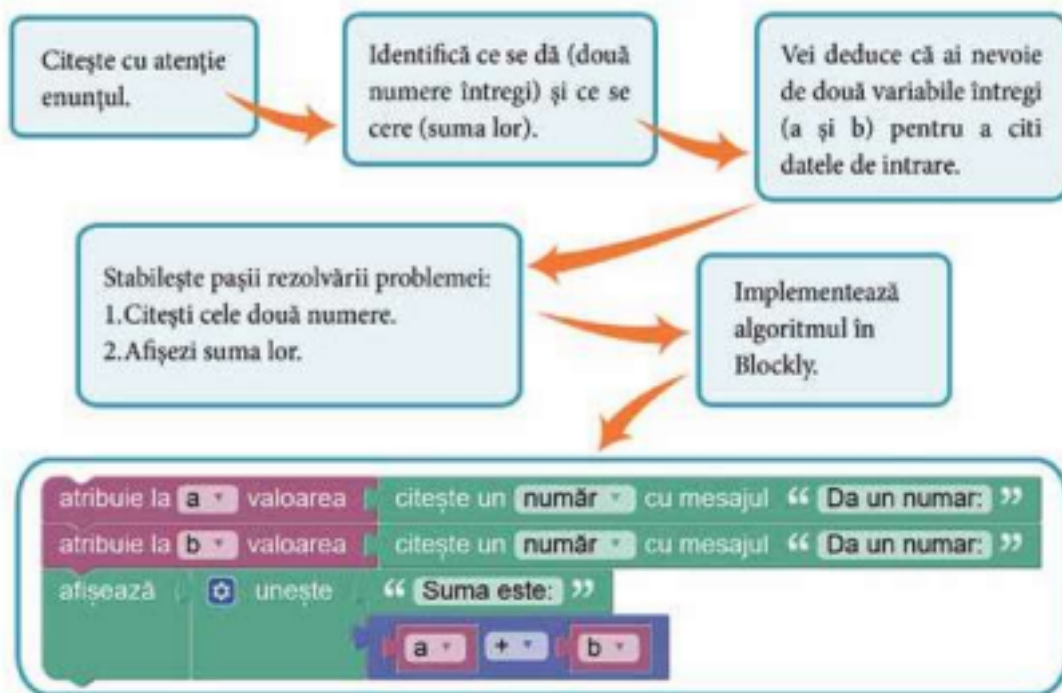 Citește cu atenție
enunțul.
Identifică ce se dă (două
numere întregi) și ce se
cere (suma lor).
Vei deduce că ai nevoie
de două variabile întregi
(a și b) pentru a citi
datele de intrare.
Stabilește pașii rezolvării problemei:
1.Citești cele două numere.
2.Afișezi suma lor.
Implementează
algoritmul în
Blockly.
atribuie la a valoarea citește un număr cu mesajul “ Da un numar: ”
atribuie la b valoarea citește un număr cu mesajul “ Da un numar: ”
afișează unește “ Suma este: ”
a + b